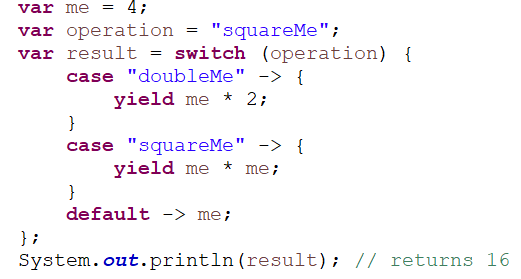 var me = 4;
var operation = "squareMe";
var result = switch (operation) {
case "doubleMe" -> {
yield me * 2;
}
case "squareMe" -> {
yield me * me;
}
default -> me;
};
System.out.println(result); // returns 16